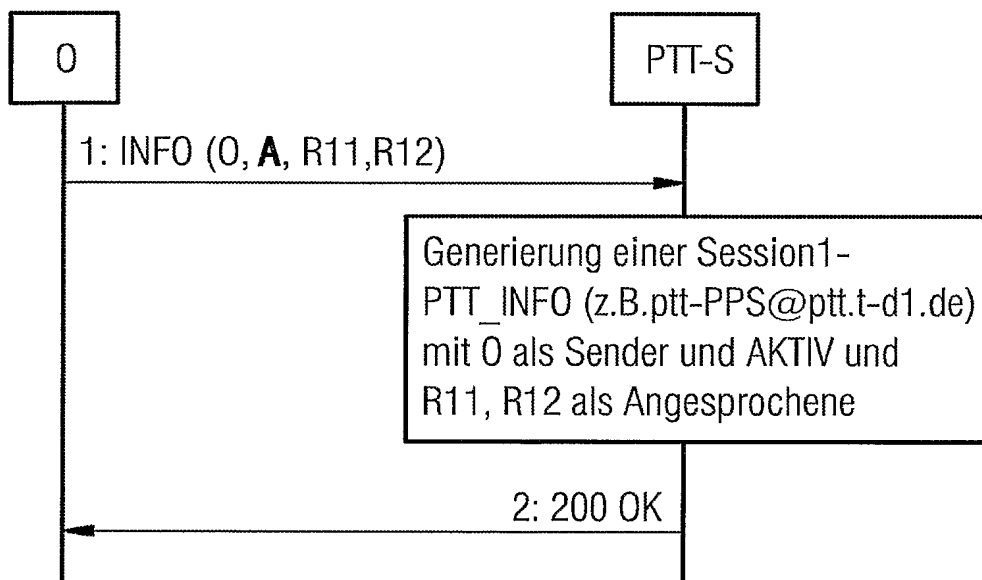 O
PTT-S
1: INFO (O, A, R11,R12)
Generierung einer Session1-
PTT_INFO (z.B.ptt-PPS@ptt.t-d1.de)
mit O als Sender und AKTIV und
R11, R12 als Angesprochene
2: 200 OK